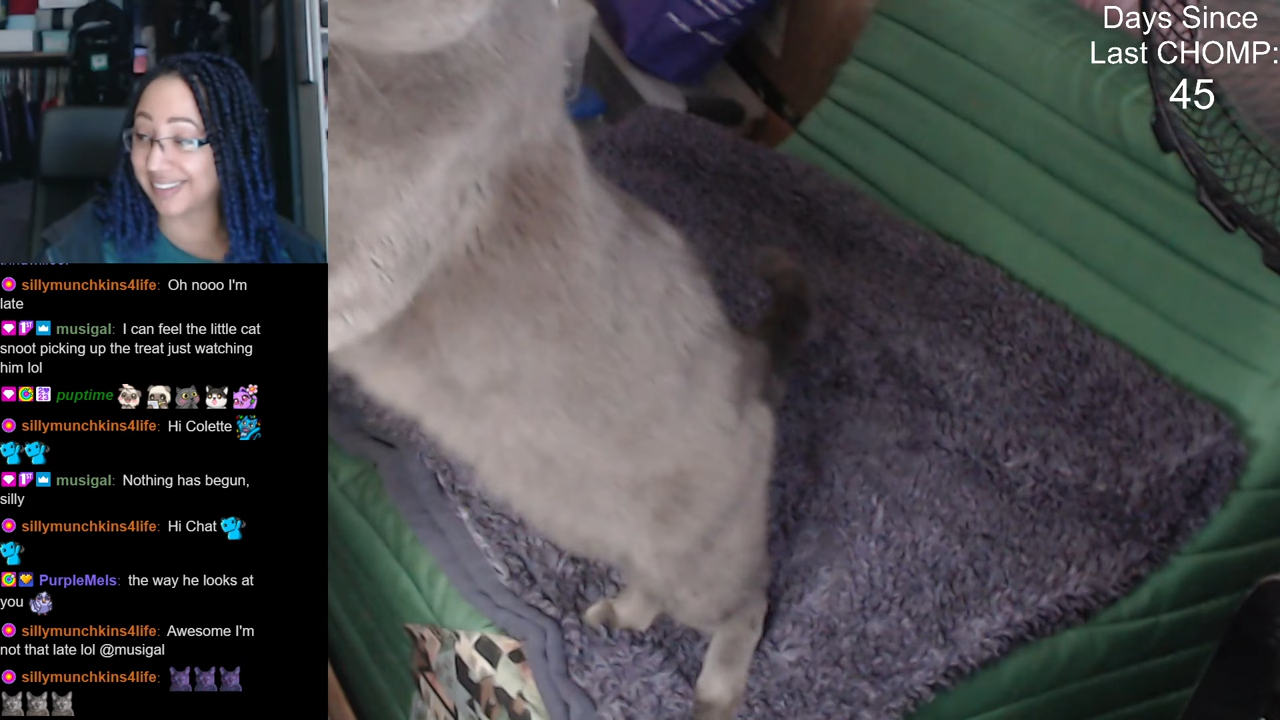 Days Since
Last CHOMP:
45
sillymunchkins4life: Oh nooo I'm
late
musigal: I can feel the little cat
snoot picking up the treat just watching
him lol
puptime
sillymunchkins4life: Hi Colette
musigal: Nothing has begun,
silly
sillymunchkins4life: Hi Chat
PurpleMels: the way he looks at
you
sillymunchkins4life: Awesome I'm
not that late lol @musigal
sillymunchkins4life: